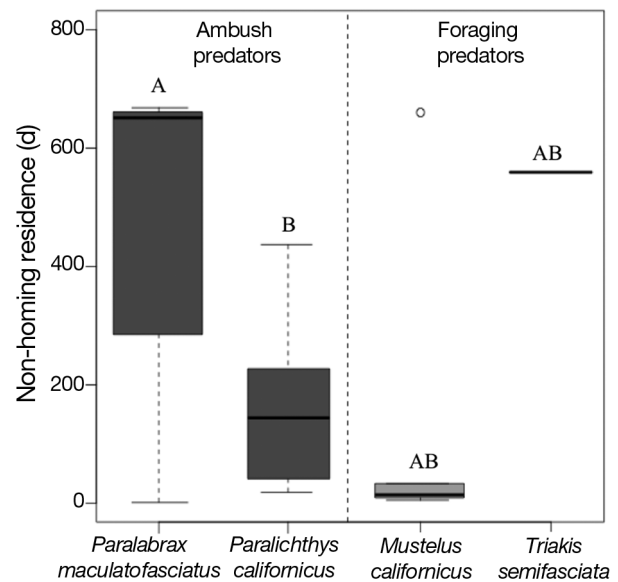 Ambush
predators
Foraging
predators
Non-homing residence (d)
800
600
400
200
0
A
B
AB
AB
Paralabrax
maculatofasciatus
Paralichthys
californicus
Mustelus
californicus
Triakis
semifasciata